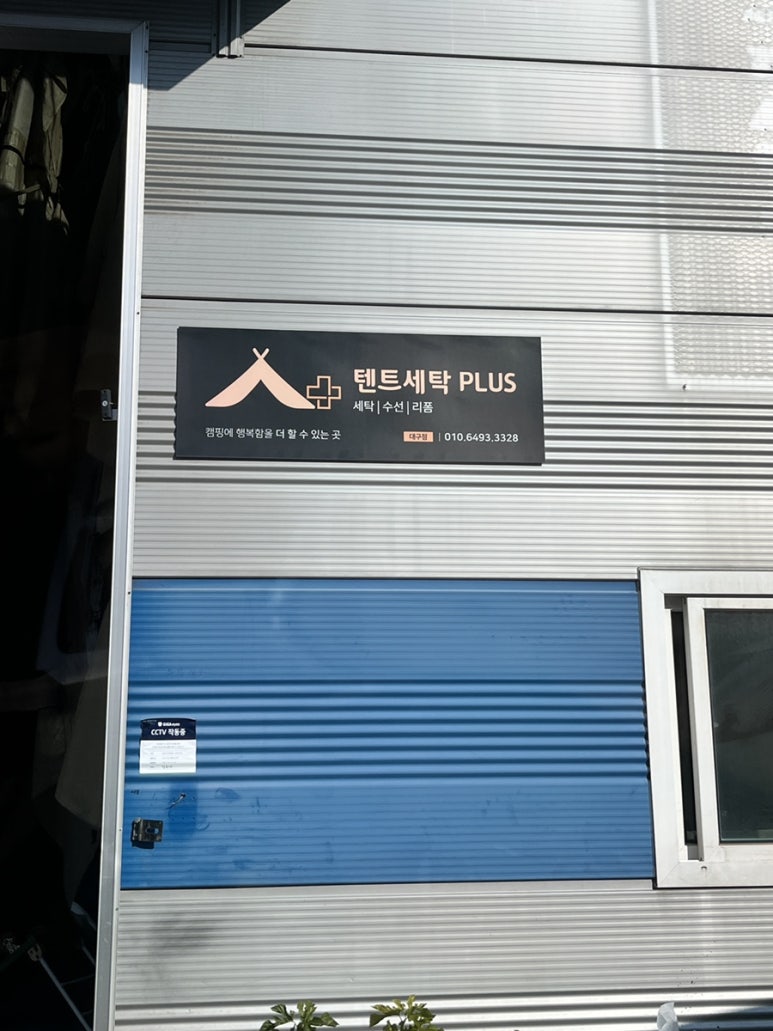 텐트세탁 PLUS
세탁|수선|리폼
캠핑에 행복함을 더 할 수 있는 곳
대구점 | 010.6493.3328
CCTV 작동중